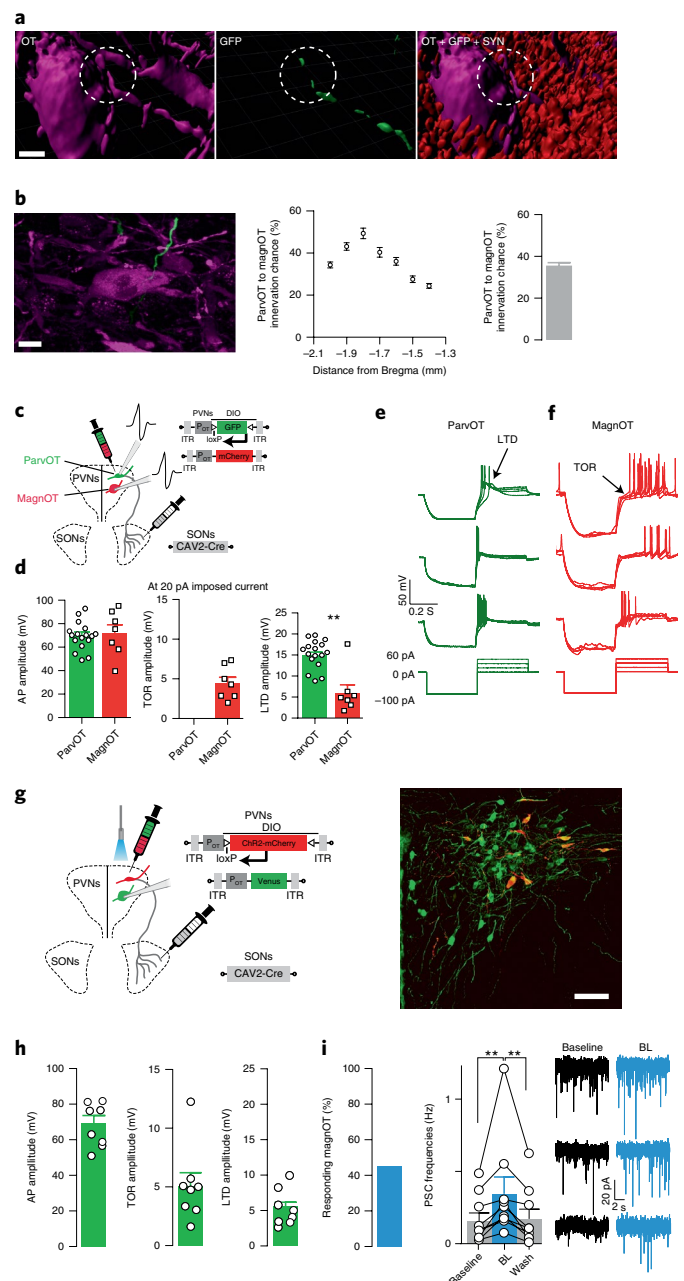 a
OT
GFP
OT + GFP + SYN
b
ParvOT to magnOT
innervation chance (%)
60
40
20
0
−2.1
−1.9
−1.7
−1.5
−1.3
Distance from Bregma (mm)
ParvOT to magnOT
innervation chance (%)
60
40
20
0
c
ParvOT
PVNs
MagnOT
SONs
PVNs
DIO
P OT
GFP
ITR
loxP
ITR
P OT
mCherry
ITR
ITR
SONs
CAV2-Cre
d
At 20 pA imposed current
AP amplitude (mV)
100
80
60
40
20
0
ParvOT
MagnOT
TOR amplitude (mV)
15
10
5
0
ParvOT
MagnOT
LTD amplitude (mV)
25
20
15
10
5
0
**
ParvOT
MagnOT
e
ParvOT
LTD
50 mV
0.2 S
60 pA
0 pA
−100 pA
f
MagnOT
TOR
g
PVNs
SONs
PVNs
DIO
P OT
ChR2-mCherry
ITR
loxP
ITR
P OT
Venus
ITR
ITR
SONs
CAV2-Cre
h
AP amplitude (mV)
100
80
60
40
20
0
TOR amplitude (mV)
15
10
5
0
LTD amplitude (mV)
25
20
15
10
5
0
i
Responding magnOT (%)
100
80
60
40
20
0
PSC frequencies (Hz)
1
0
**
**
Baseline
BL
Wash
Baseline
BL
20 pA
2 s